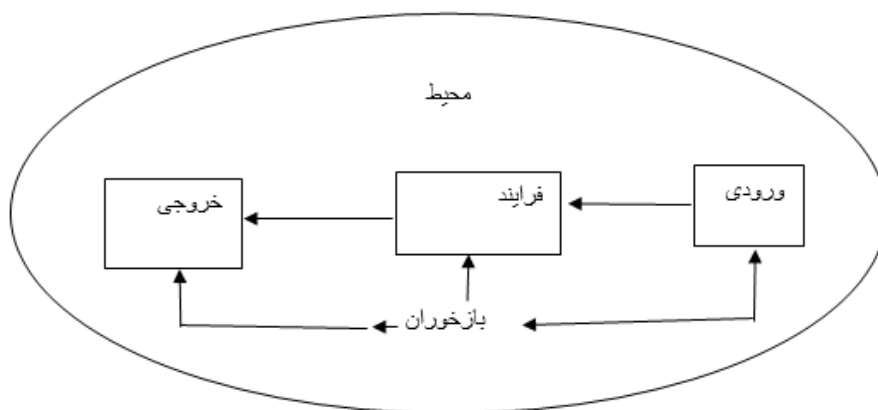 محیط
ورودی
فرایند
خروجی
بازخوران